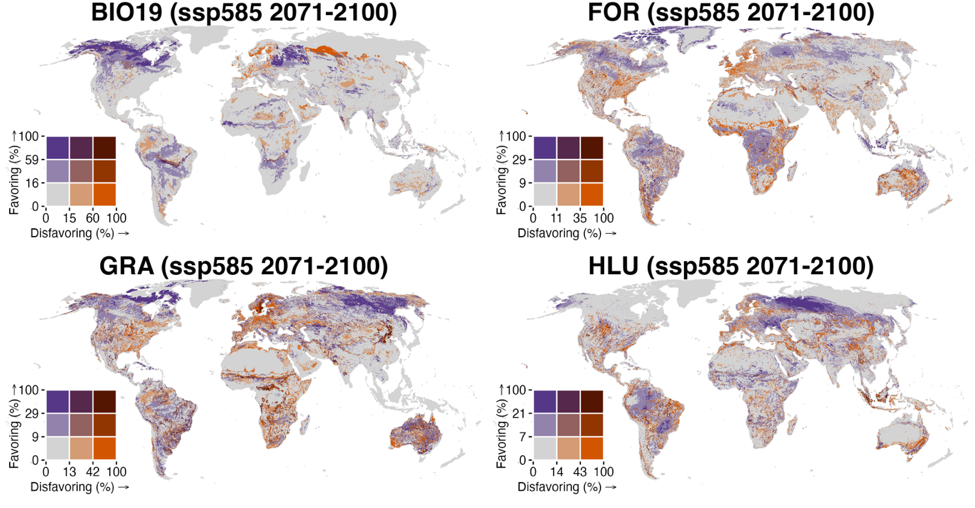 BIO19 (ssp585 2071-2100)
Favoring (%) →
100
59
16
0
0 15 60 100
Disfavoring (%) →
FOR (ssp585 2071-2100)
Favoring (%) →
100
29
9
0
0 11 35 100
Disfavoring (%) →
GRA (ssp585 2071-2100)
Favoring (%) →
100
29
9
0
0 13 42 100
Disfavoring (%) →
HLU (ssp585 2071-2100)
Favoring (%) →
100
21
7
0
0 14 43 100
Disfavoring (%) →